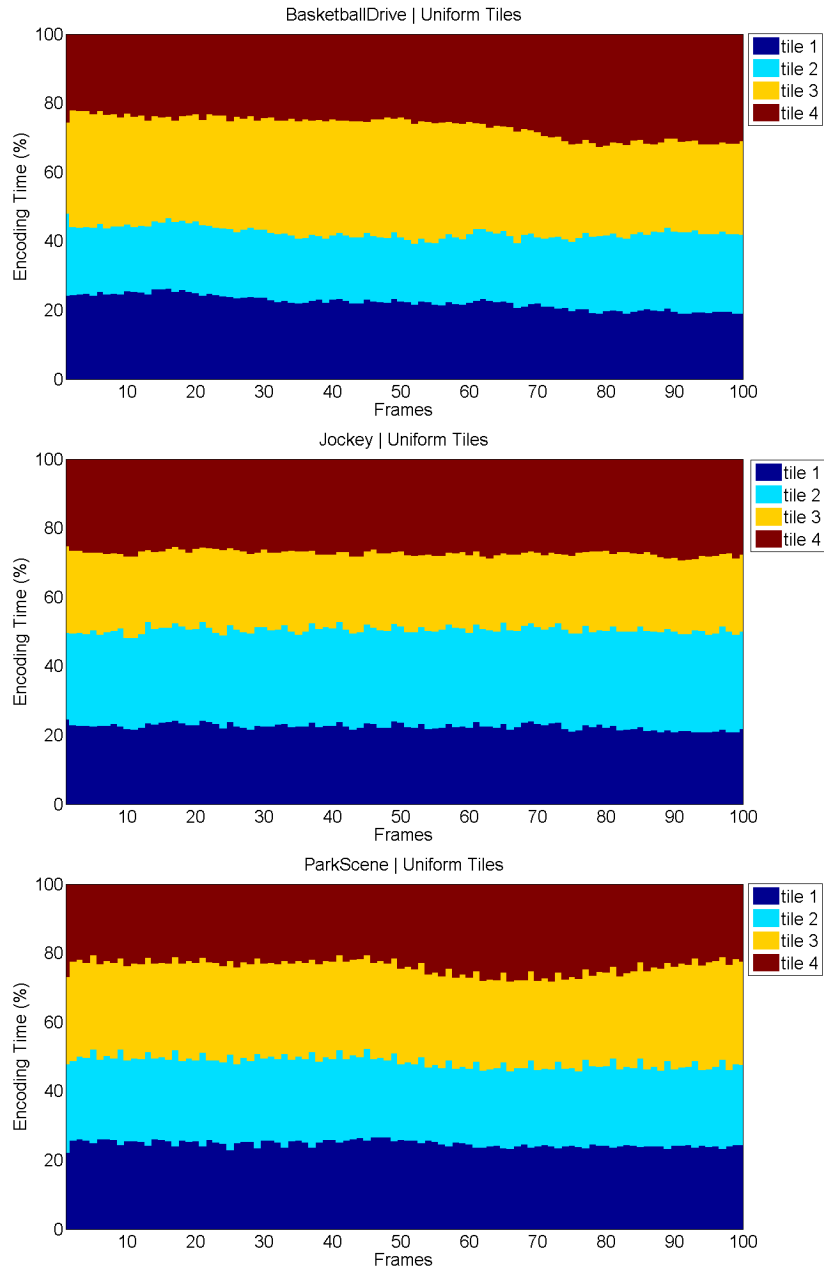 BasketballDrive | Uniform Tiles
100
80
60
40
20
0
Encoding Time (%)
10 20 30 40 50 60 70 80 90 100
Frames
tile 1
tile 2
tile 3
tile 4
Jockey | Uniform Tiles
100
80
60
40
20
0
Encoding Time (%)
10 20 30 40 50 60 70 80 90 100
Frames
tile 1
tile 2
tile 3
tile 4
ParkScene | Uniform Tiles
100
80
60
40
20
0
Encoding Time (%)
10 20 30 40 50 60 70 80 90 100
Frames
tile 1
tile 2
tile 3
tile 4